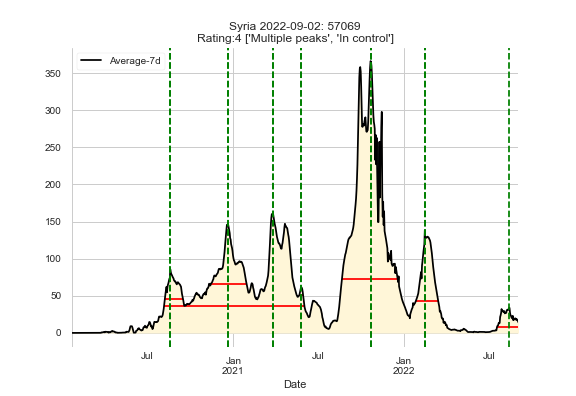 Syria 2022-09-02: 57069
Rating:4 ['Multiple peaks', 'In control']
Average-7d
350
300
250
200
150
100
50
0
Jul
Jan
2021
Jul
Jan
2022
Jul
Date